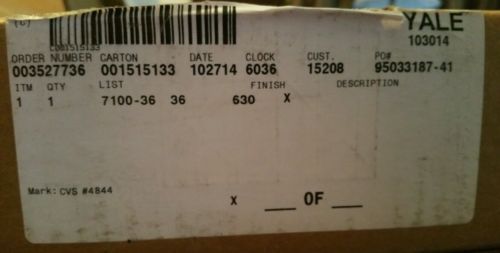 YALE
C001515133
103014
ORDER NUMBER CARTON DATE CLOCK CUST. PO#
003527736 001515133 102714 6036 15208 95033187-41
ITM QTY LIST FINISH DESCRIPTION
1 1 7100-36 36 630 X
Mark: CVS #4844
X ___ OF ___